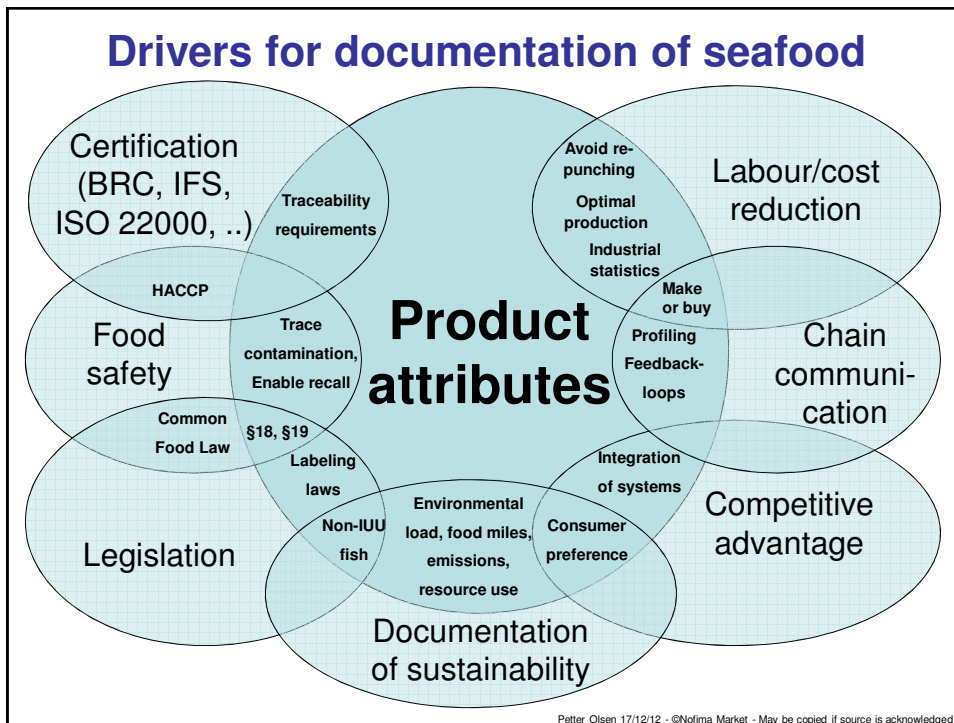 Drivers for documentation of seafood
Certification
(BRC, IFS,
ISO 22000, ..)
Traceability
requirements
Avoid re-
punching
Optimal
production
Industrial
statistics
Labour/cost
reduction
HACCP
Food
safety
Trace
contamination,
Enable recall
Product
attributes
Make
or buy
Profiling
Feedback-
loops
Chain
communi-
cation
Common
Food Law
§18, §19
Labeling
laws
Legislation
Non-IUU
fish
Environmental
load, food miles,
emissions,
resource use
Consumer
preference
Integration
of systems
Competitive
advantage
Documentation
of sustainability
Petter Olsen 17/12/12 - ©Nofima Market - May be copied if source is acknowledged